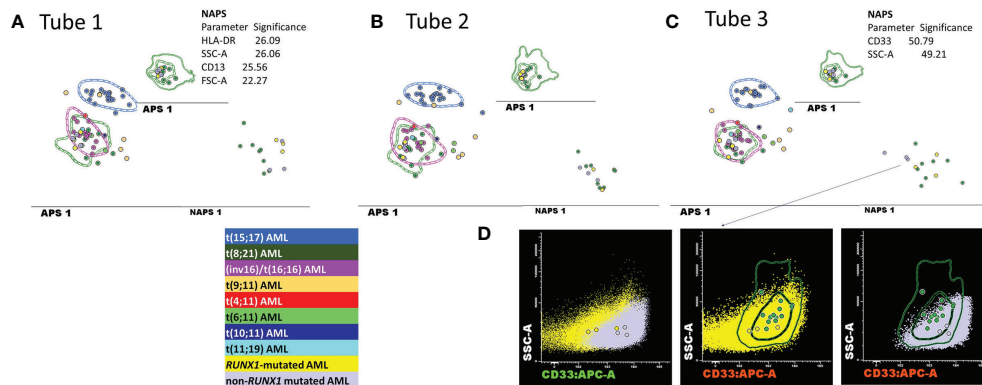 A Tube 1
NAPS
Parameter Significance
HLA-DR 26.09
SSC-A 26.06
CD13 25.56
FSC-A 22.27
APS 1
APS 1
NAPS 1
B Tube 2
APS 1
APS 1
NAPS 1
C Tube 3
NAPS
Parameter Significance
CD33 50.79
SSC-A 49.21
APS 1
APS 1
NAPS 1
t(15;17) AML
t(8;21) AML
(inv16)/t(16;16) AML
t(9;11) AML
t(4;11) AML
t(6;11) AML
t(10;11) AML
t(11;19) AML
RUNX1-mutated AML
non-RUNX1 mutated AML
D
SSC-A
CD33:APC-A
SSC-A
CD33:APC-A
SSC-A
CD33:APC-A